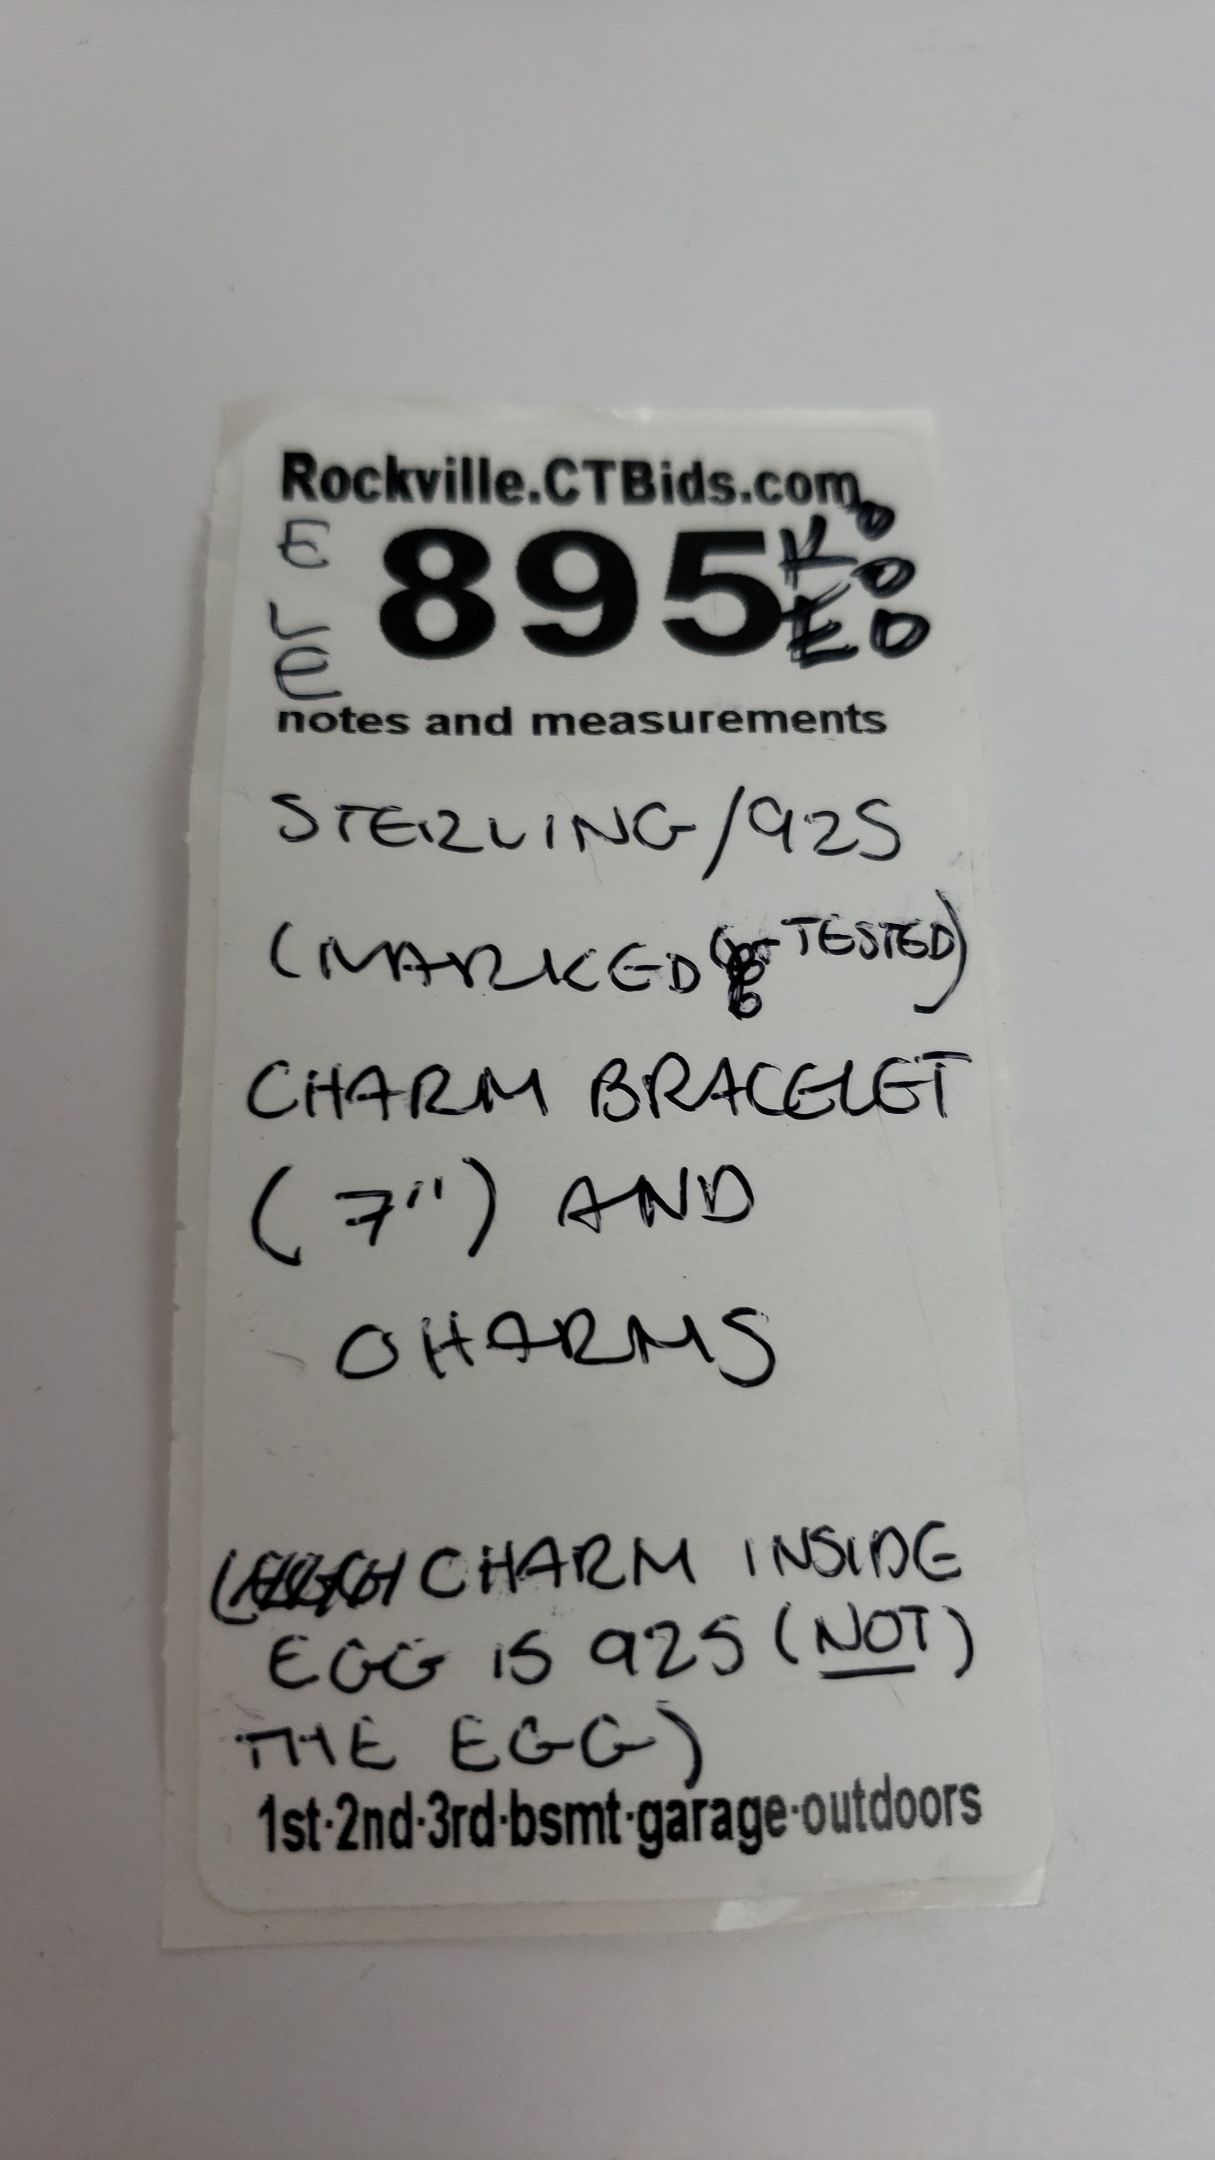 Rockville.CTBids.com
E
L
E
895
notes and measurements
STERLING/925
(MARKED TESTED)
CHARM BRACELET
(7") AND
CHARMS
CHARM INSIDE
EGG IS 925 (NOT)
THE EGG)
1st·2nd·3rd·bsmt·garage·outdoors